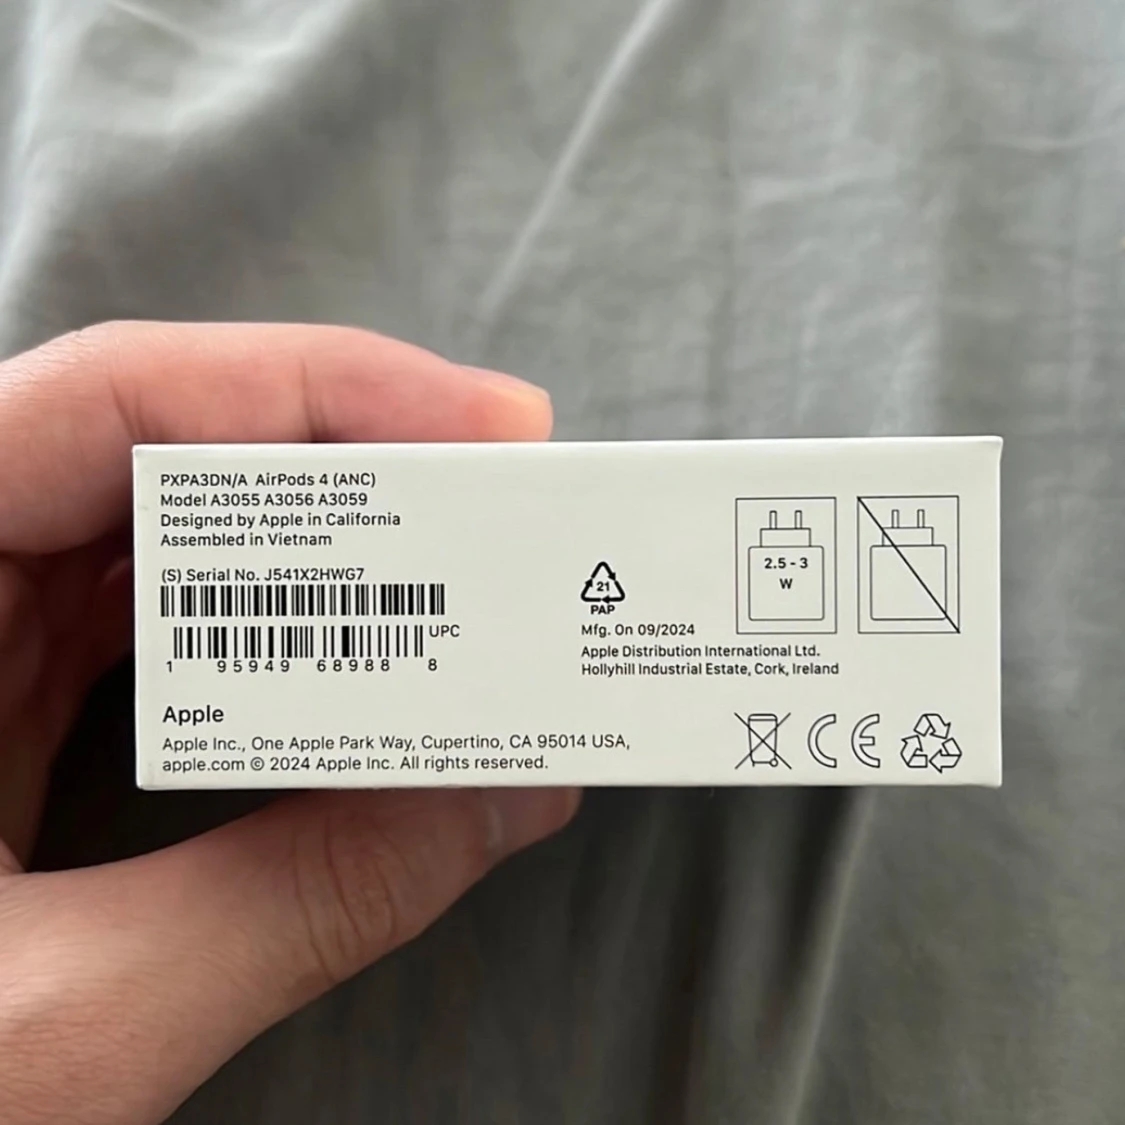 PXPA3DN/A AirPods 4 (ANC)
Model A3055 A3056 A3059
Designed by Apple in California
Assembled in Vietnam
(S) Serial No. J541X2HWG7
UPC
1 95949 68988 8
Apple
Apple Inc., One Apple Park Way, Cupertino, CA 95014 USA,
apple.com © 2024 Apple Inc. All rights reserved.
21
PAP
Mfg. On 09/2024
Apple Distribution International Ltd.
Hollyhill Industrial Estate, Cork, Ireland
2.5 - 3
W
CE